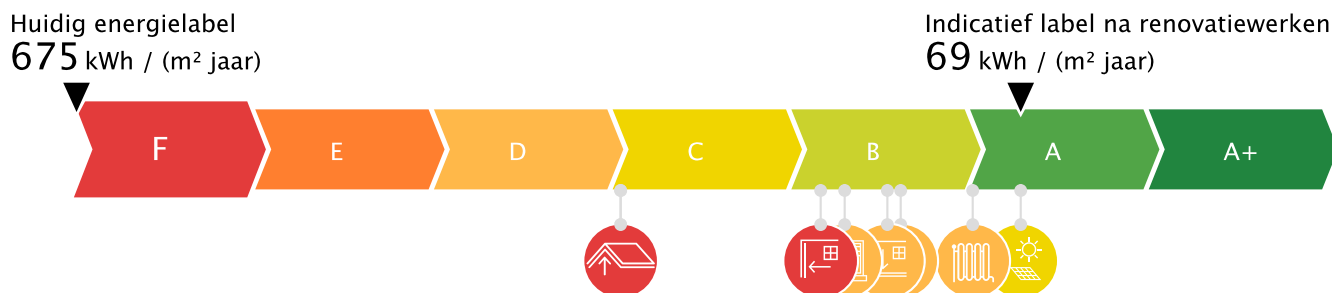 Huidig energielabel
675 kWh / (m² jaar)
Indicatief label na renovatiewerken
69 kWh / (m² jaar)
F E D C B A A+